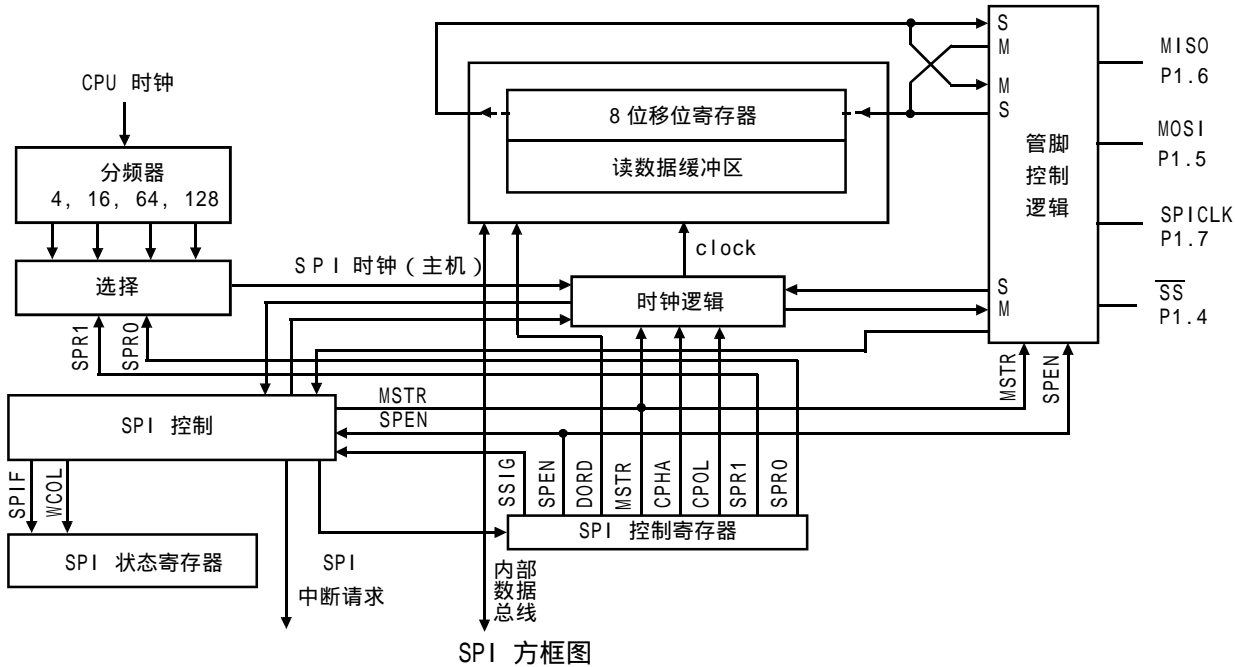 CPU 时钟
分频器
4, 16, 64, 128
选择
SPR1
SPR0
SPI 时钟（主机）
8 位移位寄存器
读数据缓冲区
clock
时钟逻辑
S
M
M
S
S
M
管脚
控制
逻辑
MISO
P1.6
MOSI
P1.5
SPICLK
P1.7
SS
P1.4
MSTR
SPEN
SPI 控制
MSTR
SPEN
SPIF
WCOL
SSIG
SPEN
DORD
MSTR
CPHA
CPOL
SPR1
SPR0
SPI 控制寄存器
SPI 状态寄存器
SPI
中断请求
内部
数据
总线
SPI 方框图